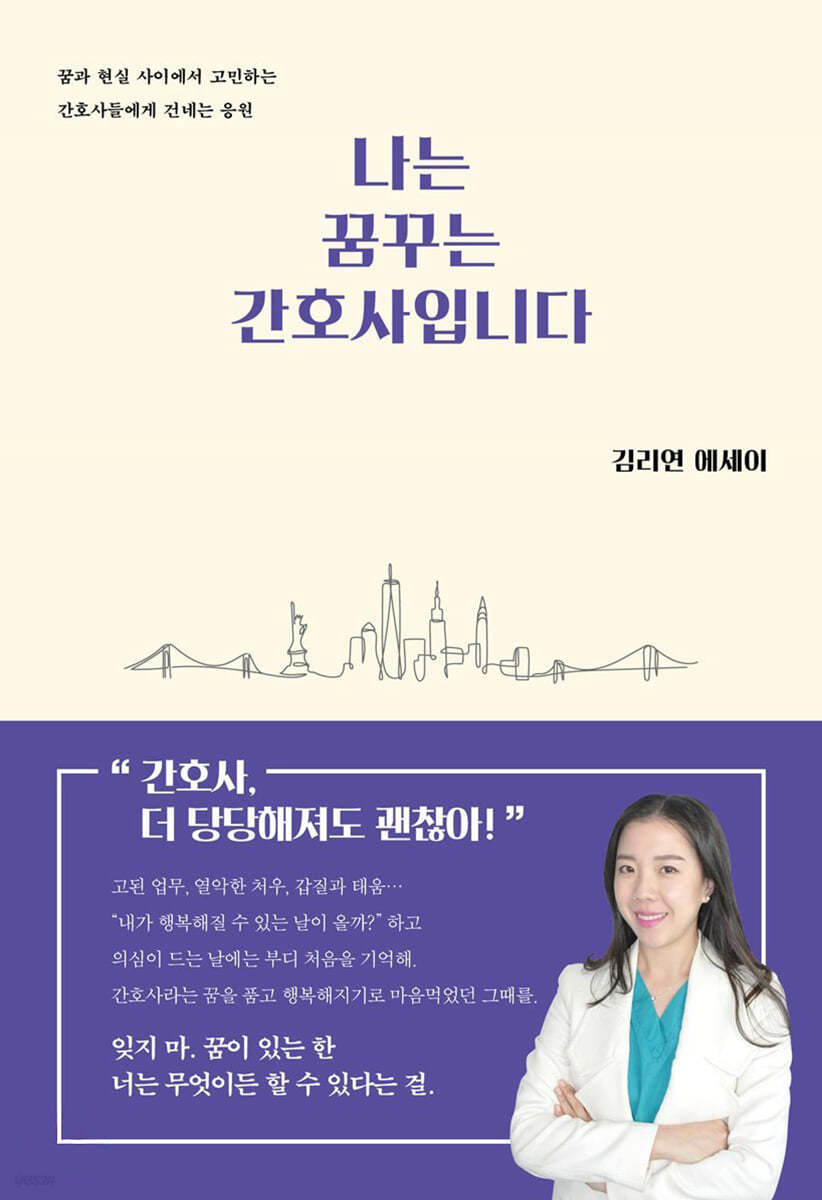 꿈과 현실 사이에서 고민하는
간호사들에게 건네는 응원
나는
꿈꾸는
간호사입니다
김리연 에세이
“ 간호사,
더 당당해져도 괜찮아! ”
고된 업무, 열악한 처우, 갑질과 태움…
“내가 행복해질 수 있는 날이 올까?” 하고
의심이 드는 날에는 부디 처음을 기억해.
간호사라는 꿈을 품고 행복해지기로 마음먹었던 그때를.
잊지 마. 꿈이 있는 한
너는 무엇이든 할 수 있다는 걸.